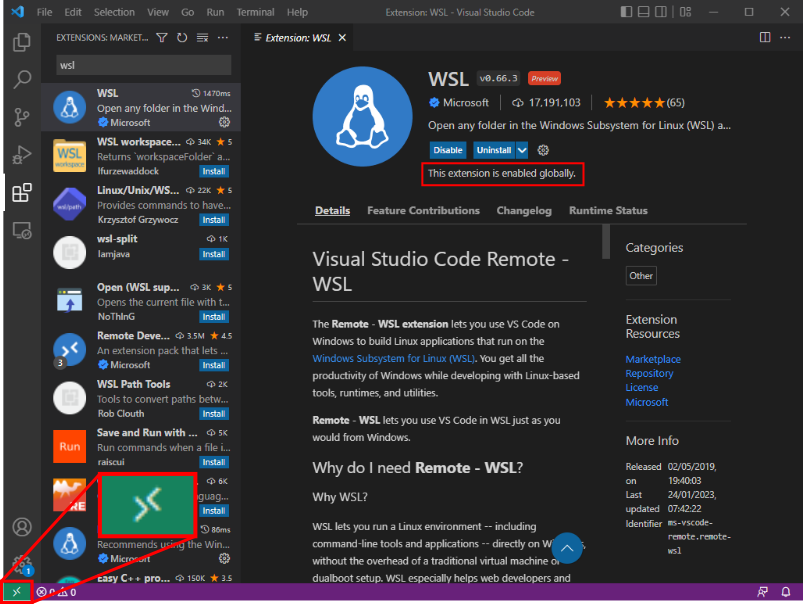 File Edit Selection View Go Run Terminal Help
Extension: WSL - Visual Studio Code
EXTENSIONS: MARKET...
wsl
WSL
1470ms
Open any folder in the Wind...
Microsoft
WSL workspace... 34K 5
Returns `workspaceFolder` a...
lfurzewaddock
Install
Linux/Unix/WS... 22K 5
Provides commands to have...
Krzysztof Grzywocz
Install
wsl-split
1K
Iamjava
Install
Open (WSL sup... 3K 5
Opens the current file with t...
NoThInG
Install
Remote Deve... 3.5M 4.5
An extension pack that lets ...
3
Microsoft
Install
WSL Path Tools
2K
Tools to convert paths betw...
Rob Clouth
Install
Save and Run with ... 5K
Run
Run commands when a file i...
raiscui
Install
6K
Install
86ms
Recommends using the Win...
Microsoft
Easy C++ pro... 150K 3.5
1
0 0
Extension: WSL
WSL v0.66.3 Preview
Microsoft 17,191,103 (65)
Open any folder in the Windows Subsystem for Linux (WSL) a...
Disable Uninstall
This extension is enabled globally.
Details Feature Contributions Changelog Runtime Status
Visual Studio Code Remote -
WSL
The Remote - WSL extension lets you use VS Code on
Windows to build Linux applications that run on the
Windows Subsystem for Linux (WSL). You get all the
productivity of Windows while developing with Linux-based
tools, runtimes, and utilities.
Remote - WSL lets you use VS Code in WSL just as you
would from Windows.
Why do I need Remote - WSL?
Why WSL?
WSL lets you run a Linux environment -- including
command-line tools and applications -- directly on
without the overhead of a traditional virtual machine or
dualboot setup. WSL especially helps web developers and
Categories
Other
Extension
Resources
Marketplace
Repository
License
Microsoft
More Info
Released on 02/05/2019, 19:40:03
Last updated 24/01/2023, 07:42:22
Identifier ms-vscode-remote.remote-wsl